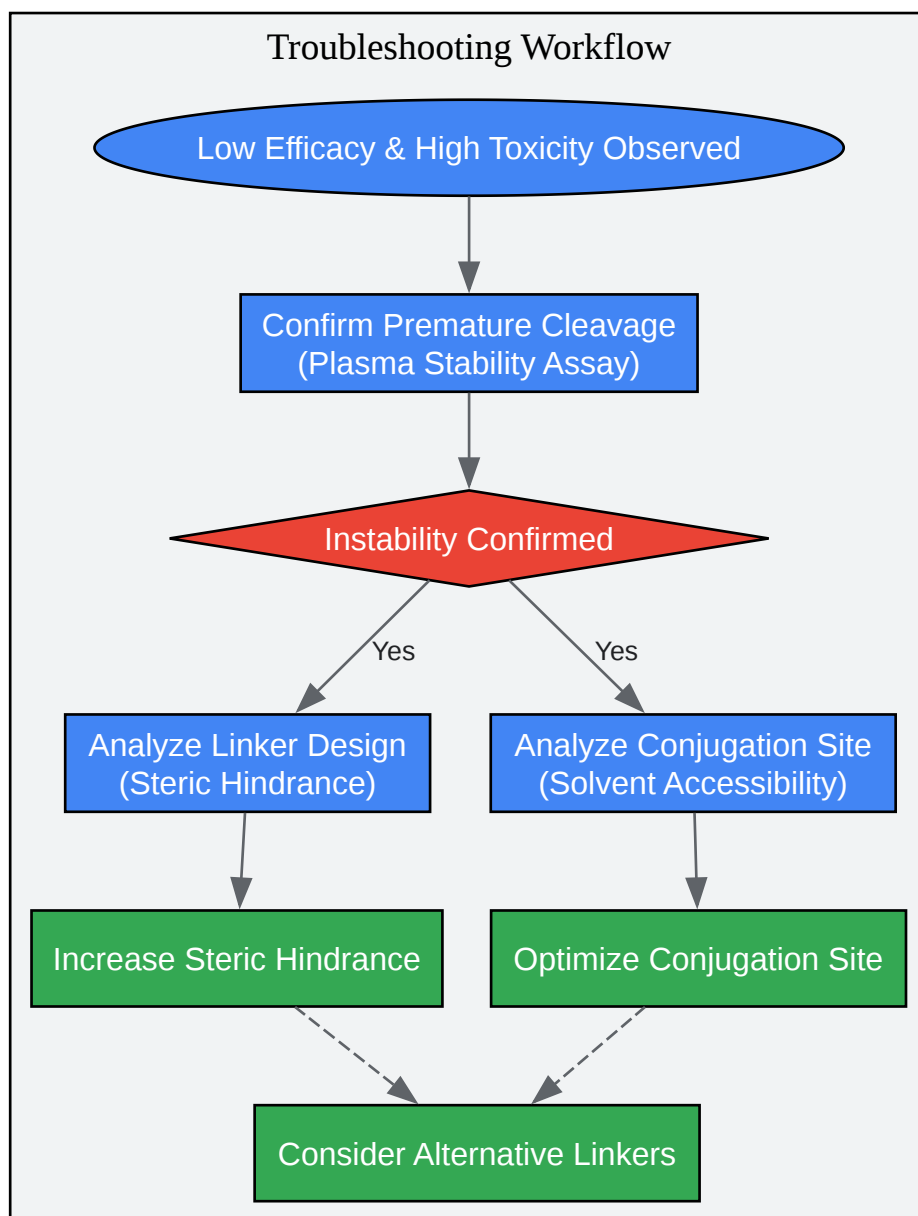 Troubleshooting Workflow
Low Efficacy & High Toxicity Observed
Confirm Premature Cleavage
(Plasma Stability Assay)
Instability Confirmed
Yes
Yes
Analyze Linker Design
(Steric Hindrance)
Analyze Conjugation Site
(Solvent Accessibility)
Increase Steric Hindrance
Optimize Conjugation Site
Consider Alternative Linkers